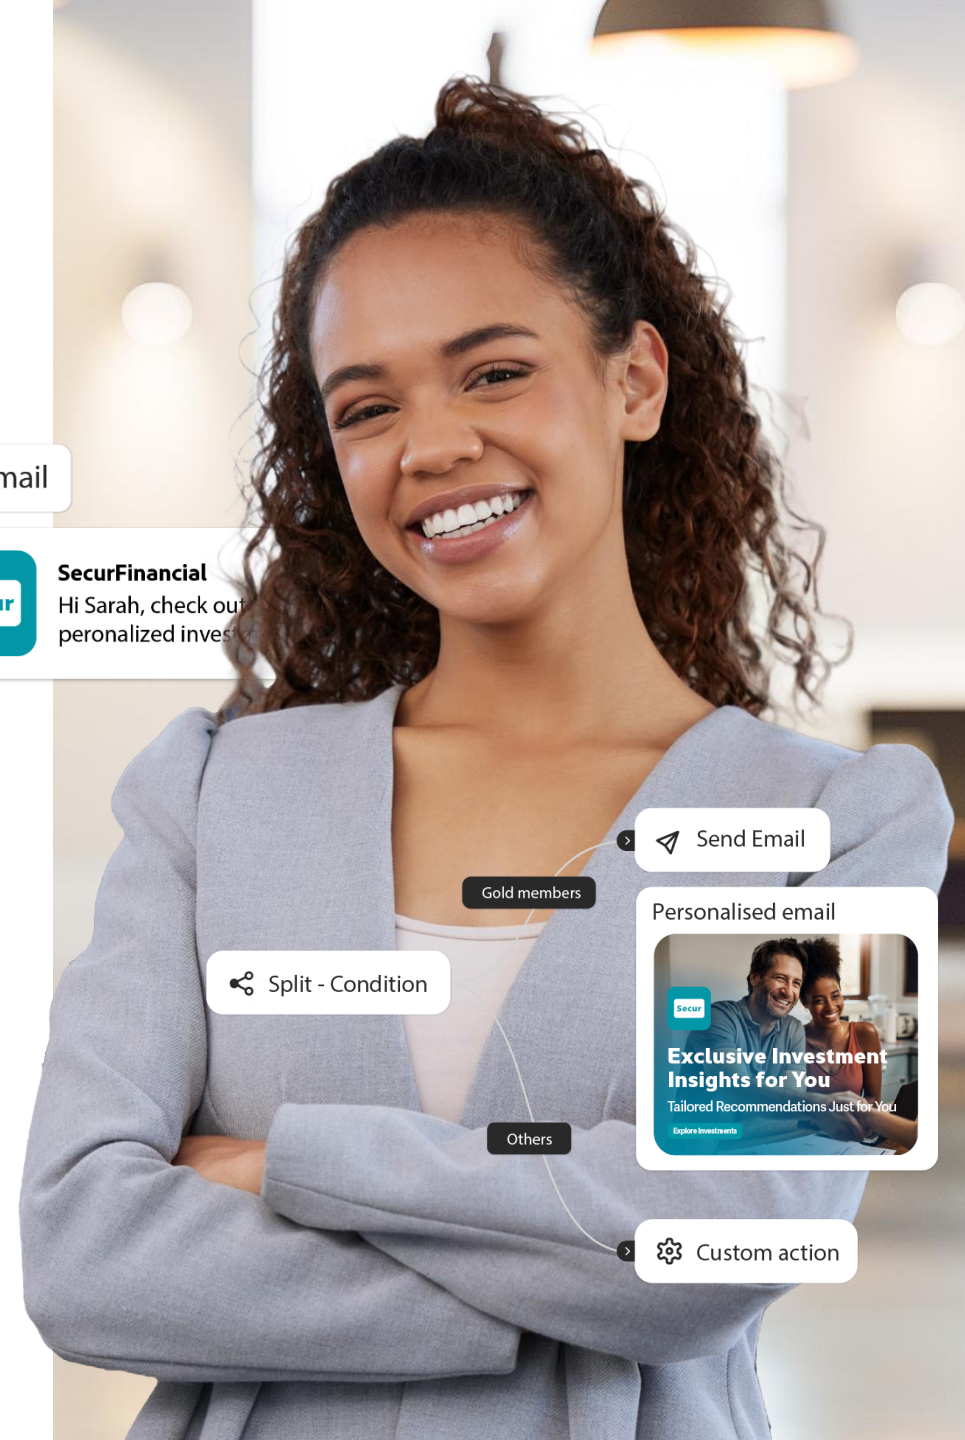 mail
SecurFinancial
Hi Sarah, check out
peronalized inves
ur
Send Email
Gold members
Personalised email
Split - Condition
Secur
Exclusive Investment
Insights for You
Tailored Recommendations Just for You
Explore Investments
Others
Custom action